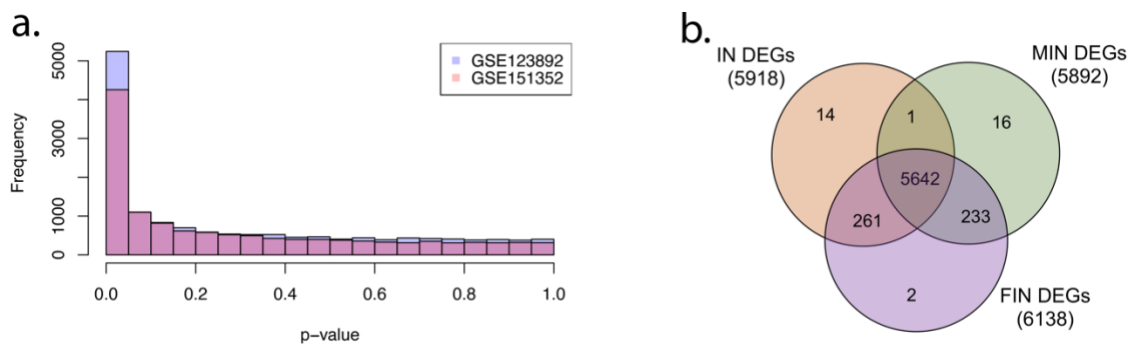 a.
5000
3000
1000
0
Frequency
GSE123892
GSE151352
0.0 0.2 0.4 0.6 0.8 1.0
p-value
b.
IN DEGs
(5918)
MIN DEGs
(5892)
14
1
16
5642
261
233
2
FIN DEGs
(6138)